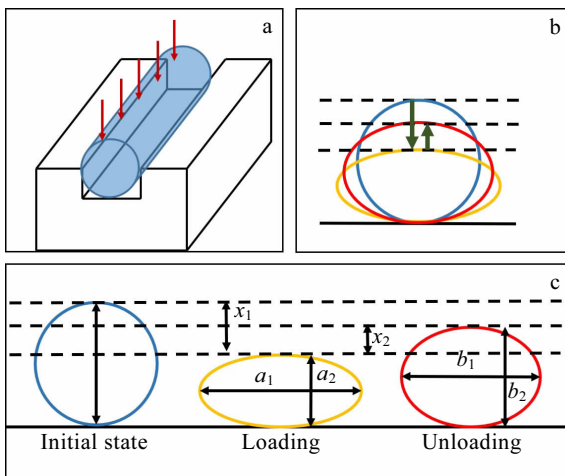 a
b
c
x₁
x₂
a₁
a₂
b₁
b₂
Initial state
Loading
Unloading